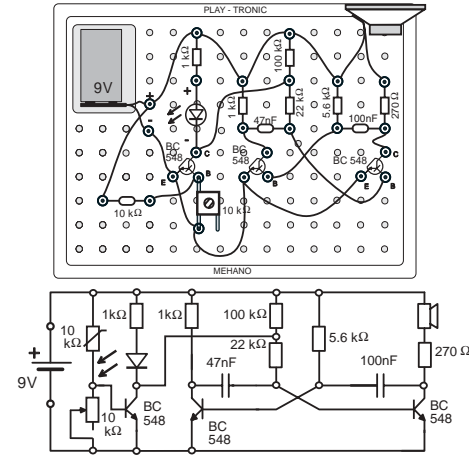 PLAY - TRONIC
9V
+
-
1 kΩ
+
-
100 kΩ
1 kΩ
47nF
22 kΩ
5.6 kΩ
100nF
270 Ω
BC
548
C
E
B
BC
548
B
BC 548
C
E
B
10 kΩ
10 kΩ
MEHANO
10
kΩ
1kΩ
1kΩ
100 kΩ
22 kΩ
5.6 kΩ
270 Ω
47nF
100nF
+
9V
10
kΩ
BC
548
BC
548
BC
548